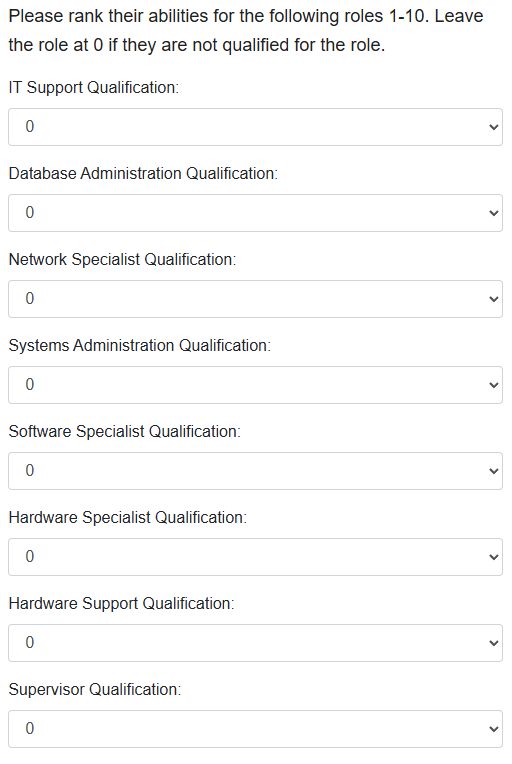 Please rank their abilities for the following roles 1-10. Leave
the role at 0 if they are not qualified for the role.
IT Support Qualification:
0
Database Administration Qualification:
0
Network Specialist Qualification:
0
Systems Administration Qualification:
0
Software Specialist Qualification:
0
Hardware Specialist Qualification:
0
Hardware Support Qualification:
0
Supervisor Qualification:
0